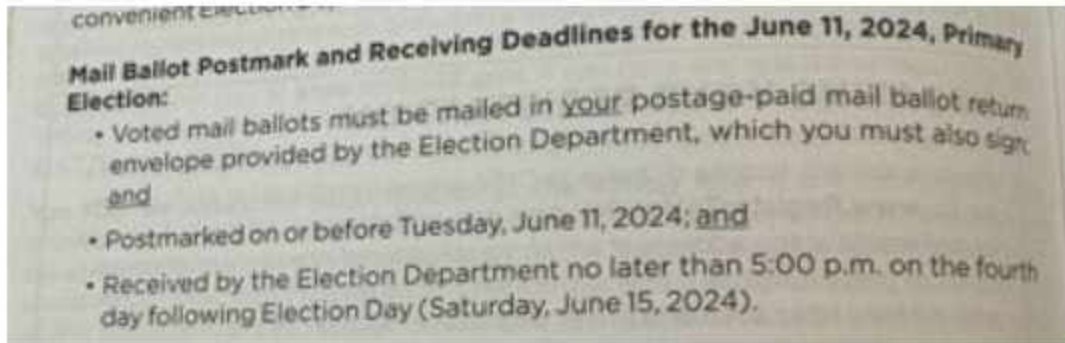 convenient
Mail Ballot Postmark and Receiving Deadlines for the June 11, 2024, Primary
Election:
• Voted mail ballots must be mailed in your postage-paid mail ballot return
envelope provided by the Election Department, which you must also sign;
and
• Postmarked on or before Tuesday, June 11, 2024; and
• Received by the Election Department no later than 5:00 p.m. on the fourth
day following Election Day (Saturday, June 15, 2024).